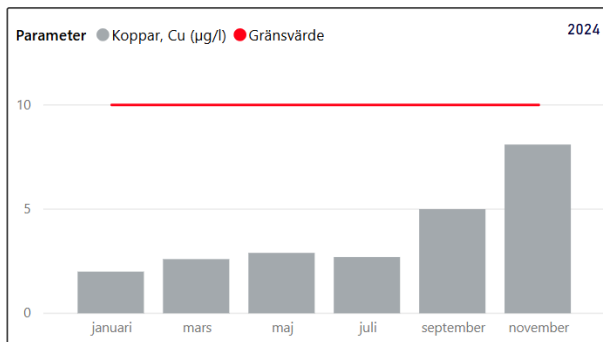 Parameter Koppar, Cu (µg/l) Gränsvärde 2024
10
5
0
januari mars maj juli september november